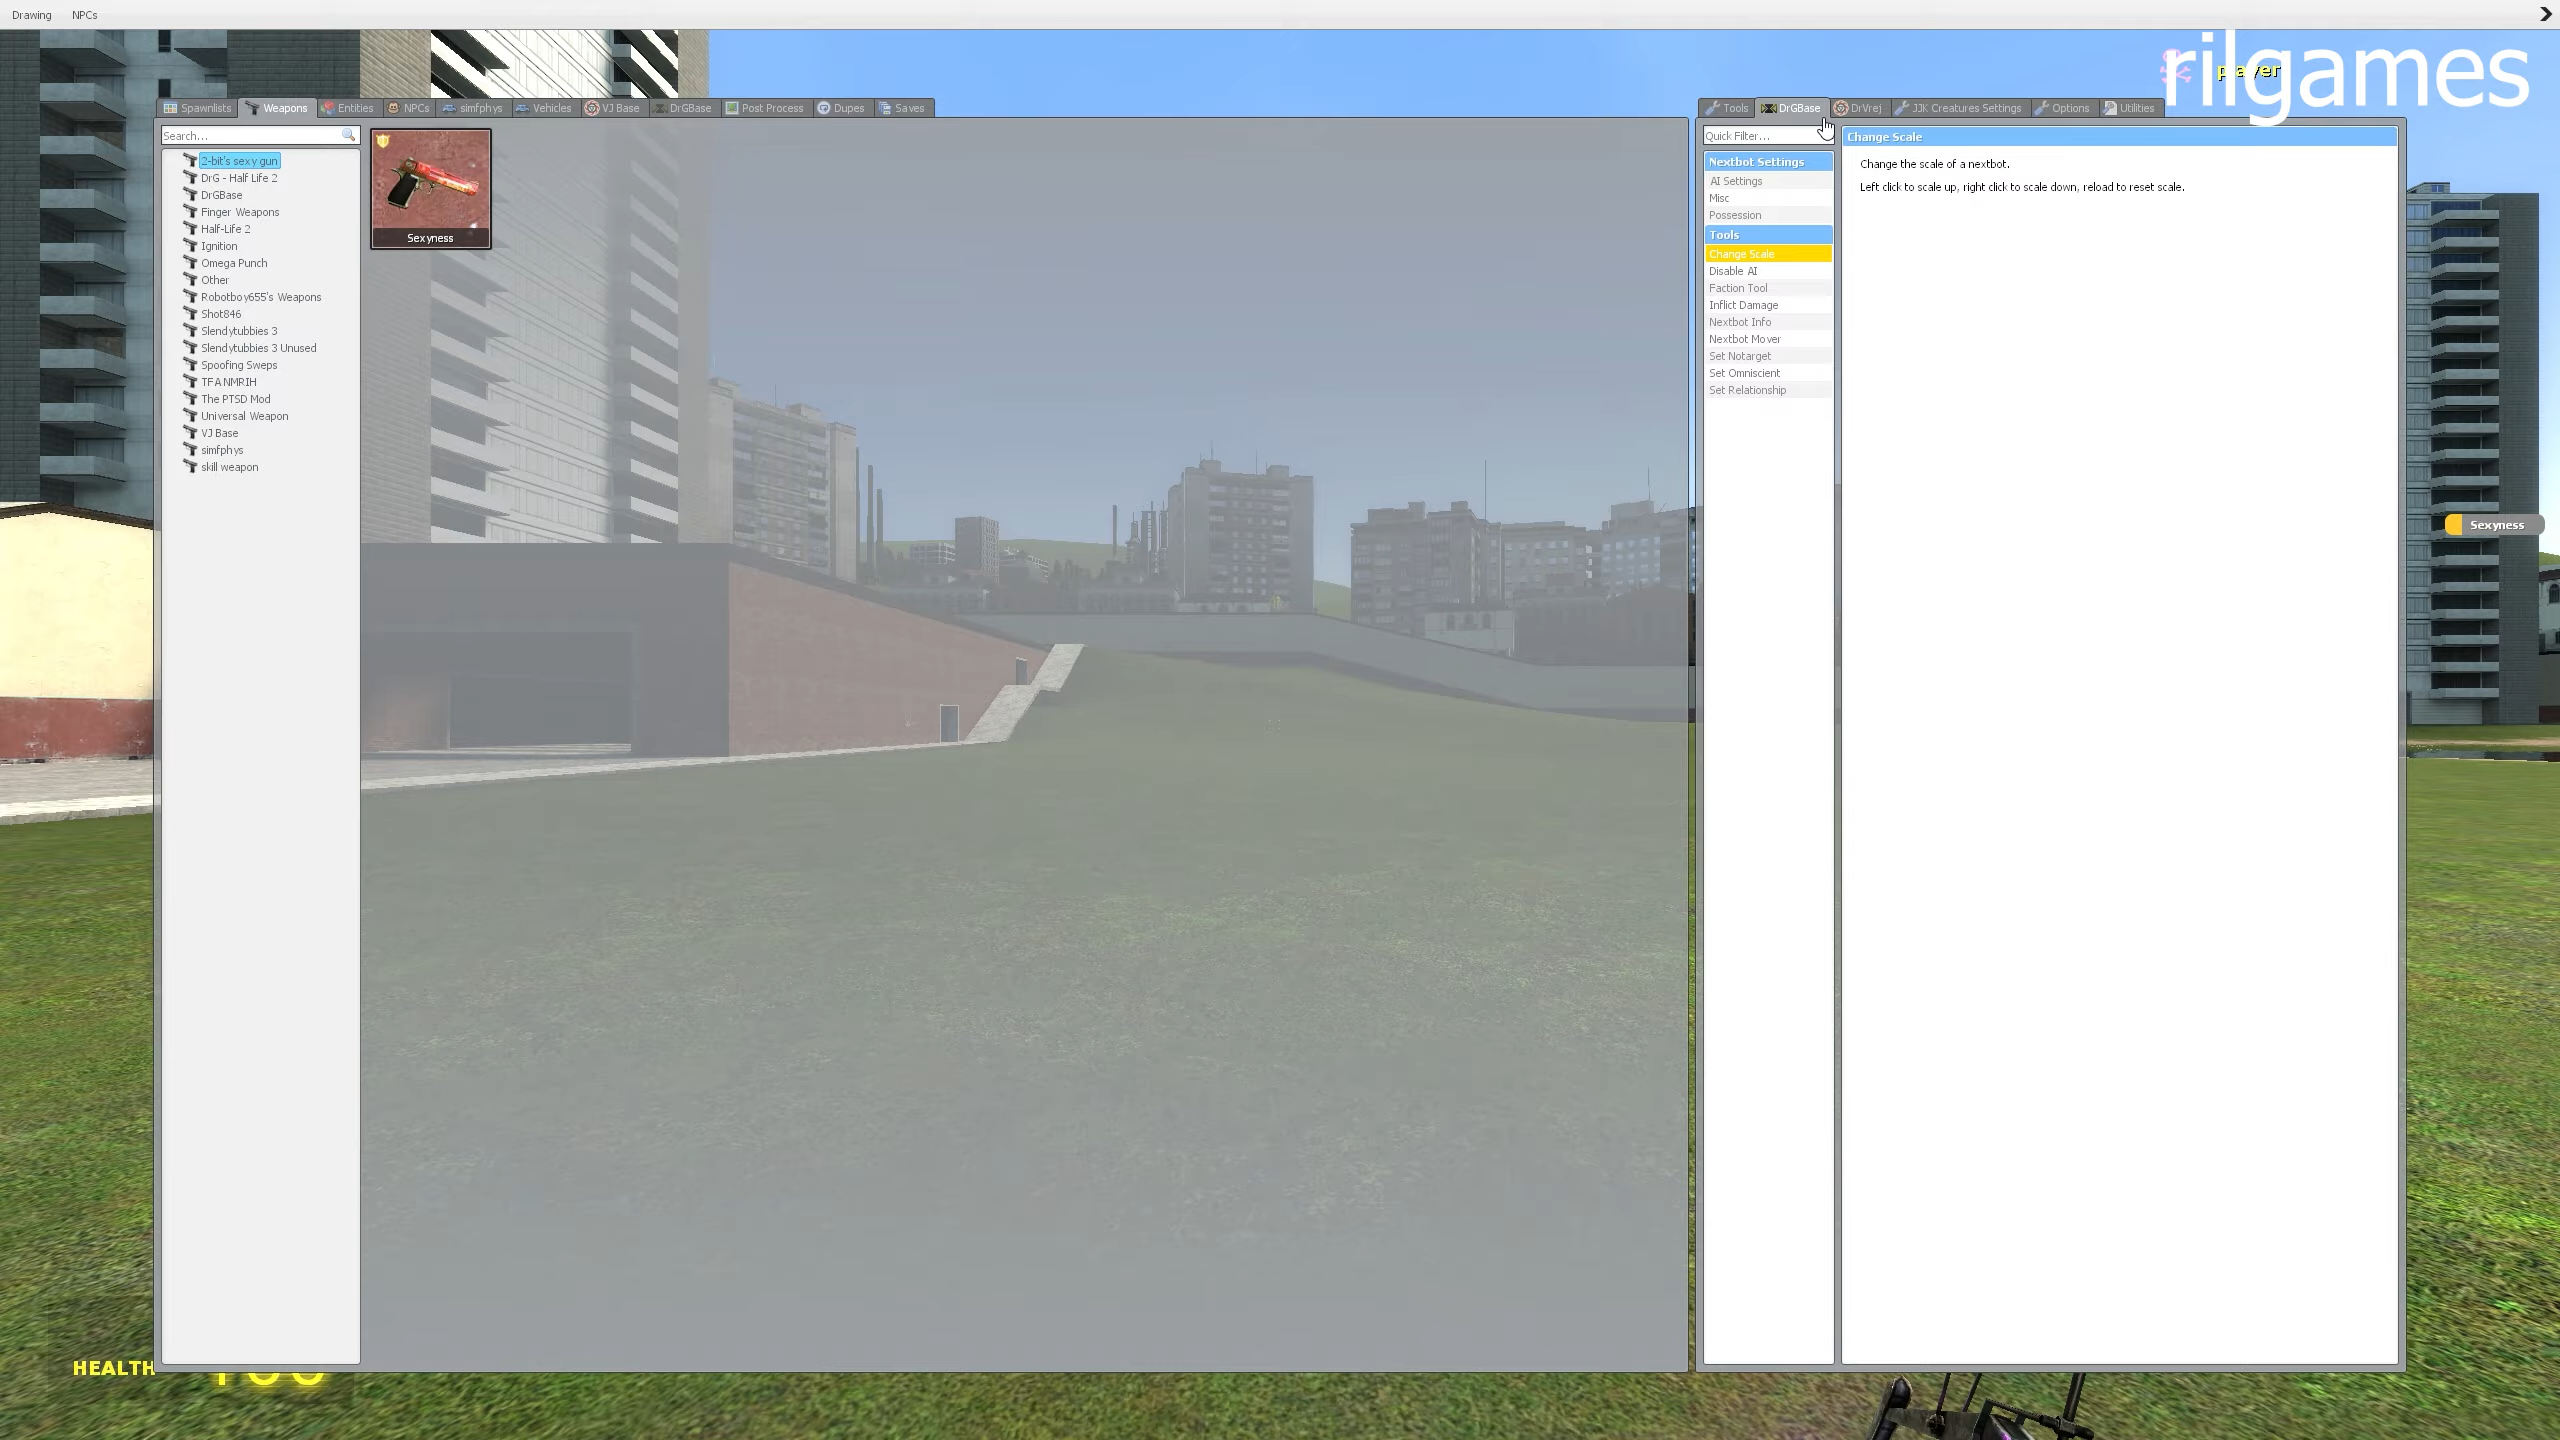 Drawing NPCs
rilgames
player
Spawnlists Weapons Entities NPCs simfphys Vehicles VJ Base DrGBase Post Process Dupes Saves
Search...
2-bit's sexy gun
DrG - Half Life 2
DrGBase
Finger Weapons
Half-Life 2
Ignition
Omega Punch
Other
Robotboy655's Weapons
Shot846
Slendytubbies 3
Slendytubbies 3 Unused
Spoofing Sweps
TFA NMRIH
The PTSD Mod
Universal Weapon
VJ Base
simfphys
skill weapon
Sexyness
Tools DrGBase DrVrej JJK Creatures Settings Options Utilities
Quick Filter...
Nextbot Settings
AI Settings
Misc
Possession
Tools
Change Scale
Disable AI
Faction Tool
Inflict Damage
Nextbot Info
Nextbot Mover
Set Notarget
Set Omniscient
Set Relationship
Change Scale
Change the scale of a nextbot.
Left click to scale up, right click to scale down, reload to reset scale.
Sexyness
HEALTH 100